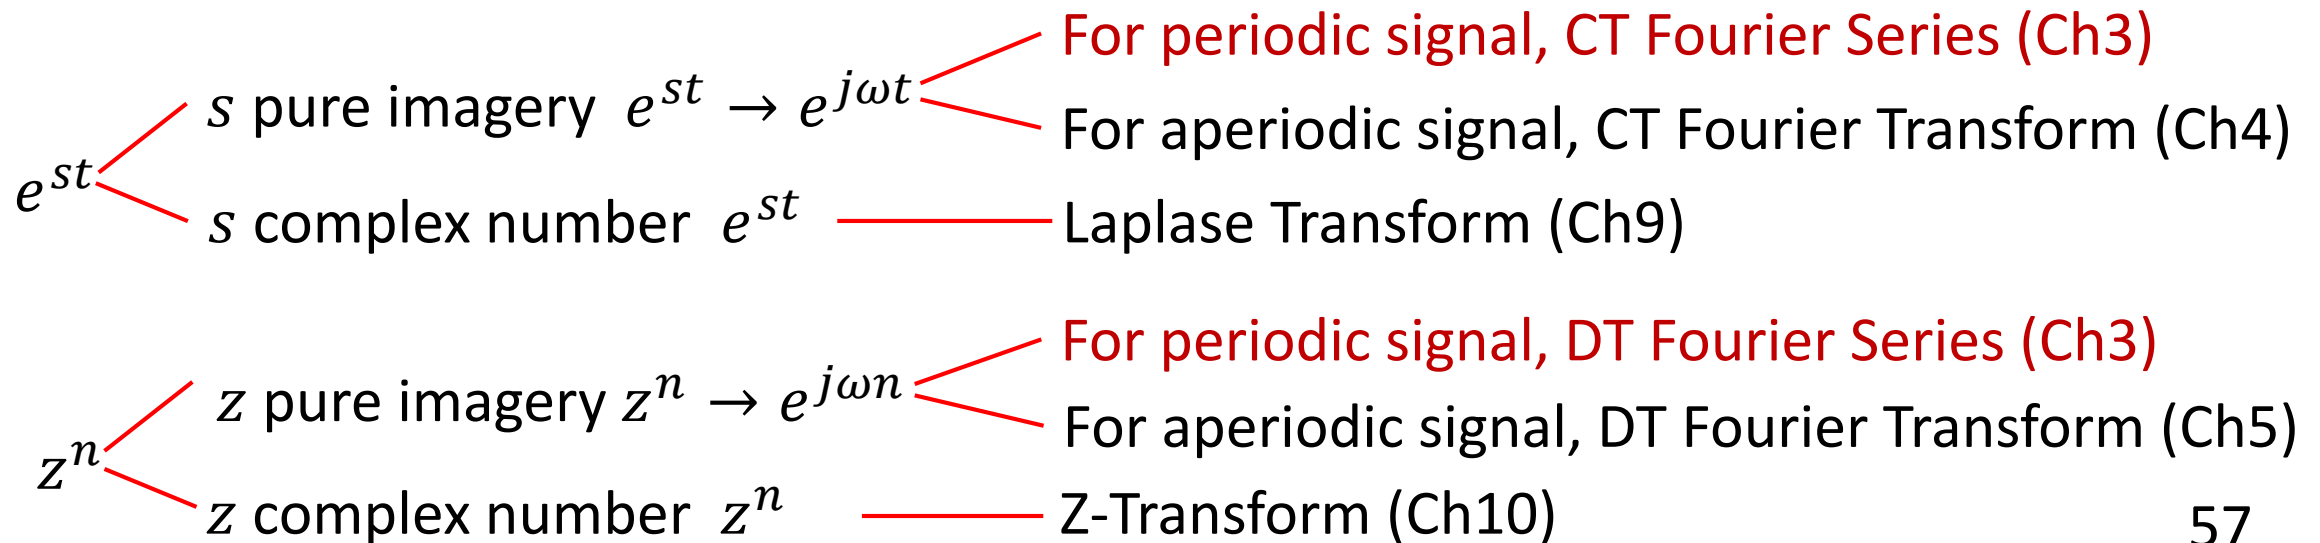 For periodic signal, CT Fourier Series (Ch3)
s pure imagery e^{st} → e^{jωt}
For aperiodic signal, CT Fourier Transform (Ch4)
e^{st}
s complex number e^{st}
Laplase Transform (Ch9)
For periodic signal, DT Fourier Series (Ch3)
z pure imagery z^n → e^{jωn}
For aperiodic signal, DT Fourier Transform (Ch5)
z^n
z complex number z^n
Z-Transform (Ch10)
57